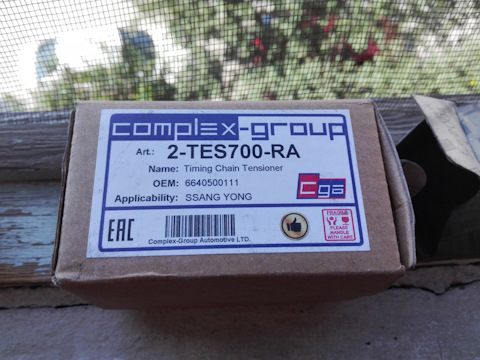 complex-group
Art.: 2-TES700-RA
Name: Timing Chain Tensioner
OEM: 6640500111
Applicability: SSANG YONG
Cga
EAC
Complex-Group Automotive LTD.
FRAGILE
PLEASE
HANDLE
WITH CARE